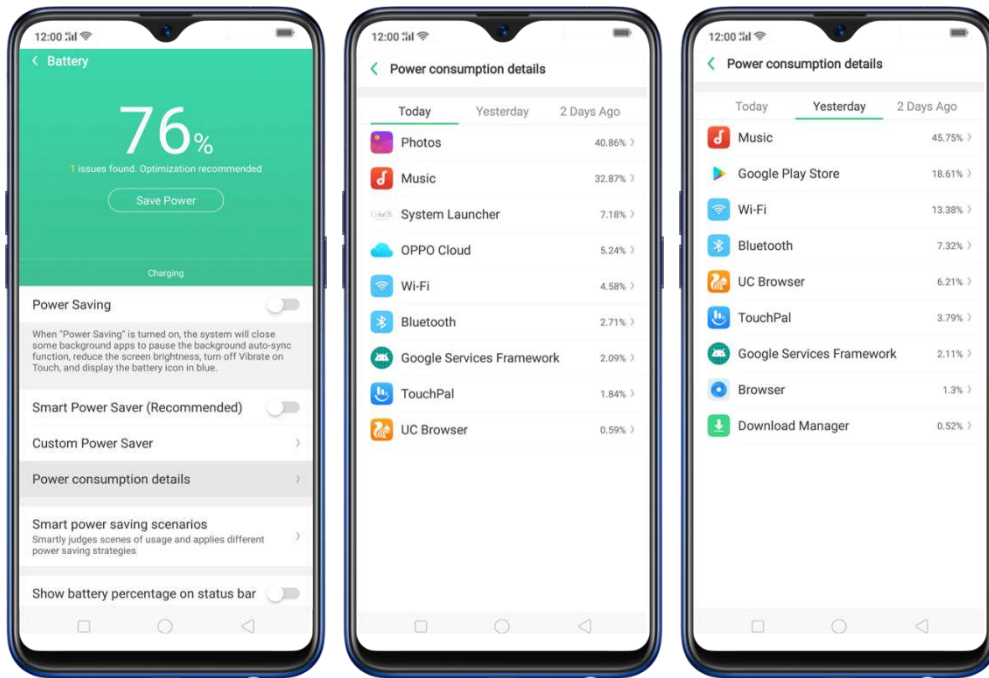 12:00
Battery
76%
1 issues found. Optimization recommended
Save Power
Charging
Power Saving
When "Power Saving" is turned on, the system will close
some background apps to pause the background auto-sync
function, reduce the screen brightness, turn off Vibrate on
Touch, and display the battery icon in blue.
Smart Power Saver (Recommended)
Custom Power Saver
Power consumption details
Smart power saving scenarios
Smartly judges scenes of usage and applies different
power saving strategies
Show battery percentage on status bar
12:00
Power consumption details
Today Yesterday 2 Days Ago
Photos 40.86%
Music 32.87%
ColorOS System Launcher 7.18%
OPPO Cloud 5.24%
Wi-Fi 4.58%
Bluetooth 2.71%
Google Services Framework 2.09%
TouchPal 1.84%
UC Browser 0.59%
12:00
Power consumption details
Today Yesterday 2 Days Ago
Music 45.75%
Google Play Store 18.61%
Wi-Fi 13.38%
Bluetooth 7.32%
UC Browser 6.21%
TouchPal 3.79%
Google Services Framework 2.11%
Browser 1.3%
Download Manager 0.52%